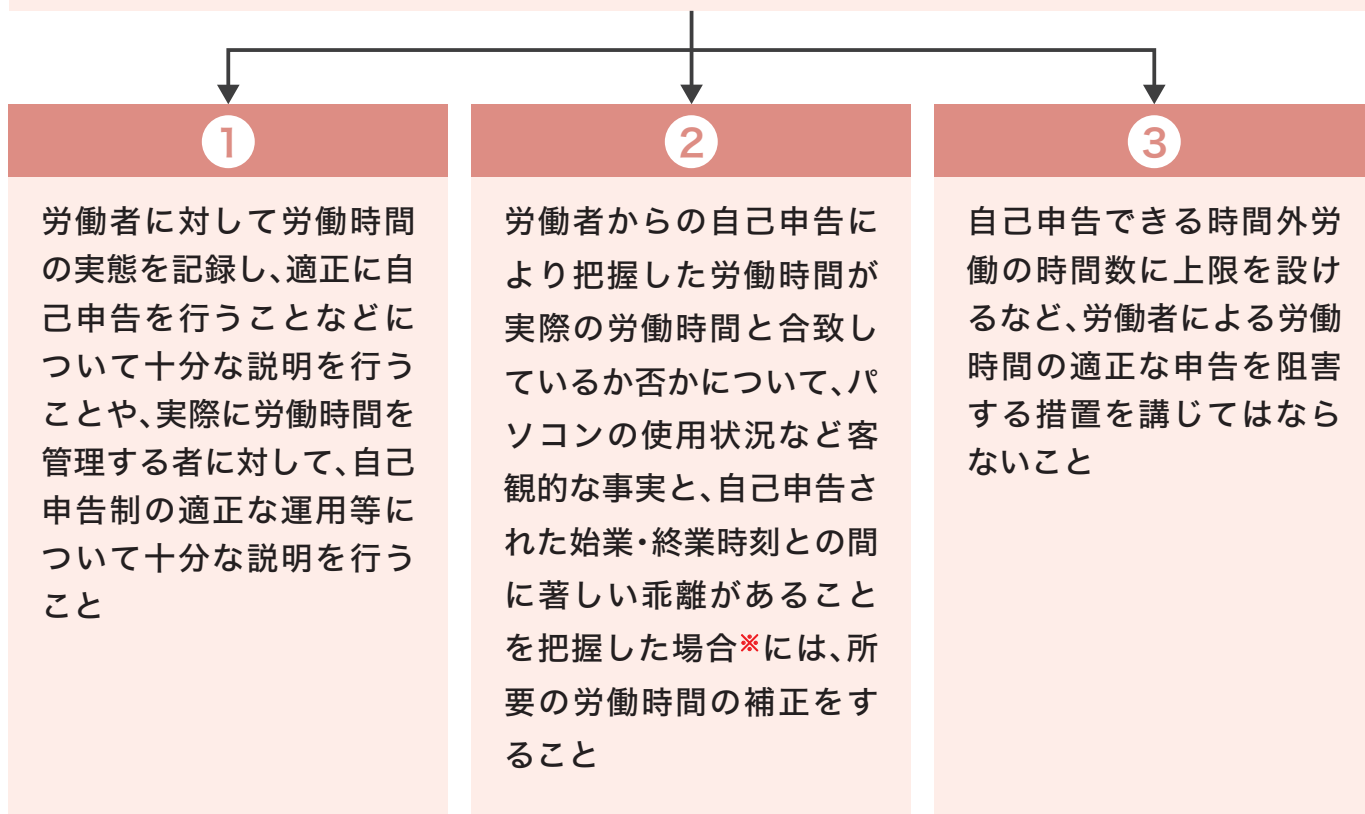 1
労働者に対して労働時間
の実態を記録し、適正に自
己申告を行うことなどに
ついて十分な説明を行う
ことや、実際に労働時間を
管理する者に対して、自己
申告制の適正な運用等に
ついて十分な説明を行う
こと
2
労働者からの自己申告に
より把握した労働時間が
実際の労働時間と合致し
ているか否かについて、パ
ソコンの使用状況など客
観的な事実と、自己申告さ
れた始業・終業時刻との間
に著しい乖離があること
を把握した場合※には、所
要の労働時間の補正をす
ること
3
自己申告できる時間外労
働の時間数に上限を設け
るなど、労働者による労働
時間の適正な申告を阻害
する措置を講じてはなら
ないこと